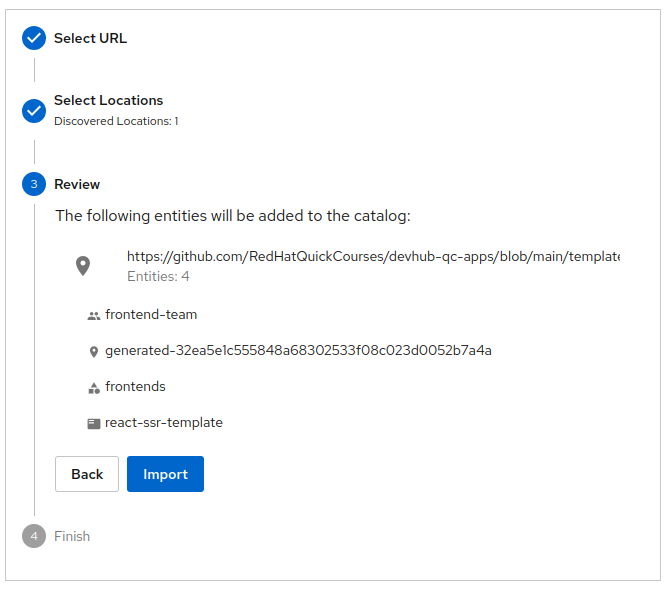 Select URL
Select Locations
Discovered Locations: 1
3 Review
The following entities will be added to the catalog:
https://github.com/RedHatQuickCourses/devhub-qc-apps/blob/main/template
Entities: 4
frontend-team
generated-32ea5e1c555848a68302533f08c023d0052b7a4a
frontends
react-ssr-template
Back Import
4 Finish